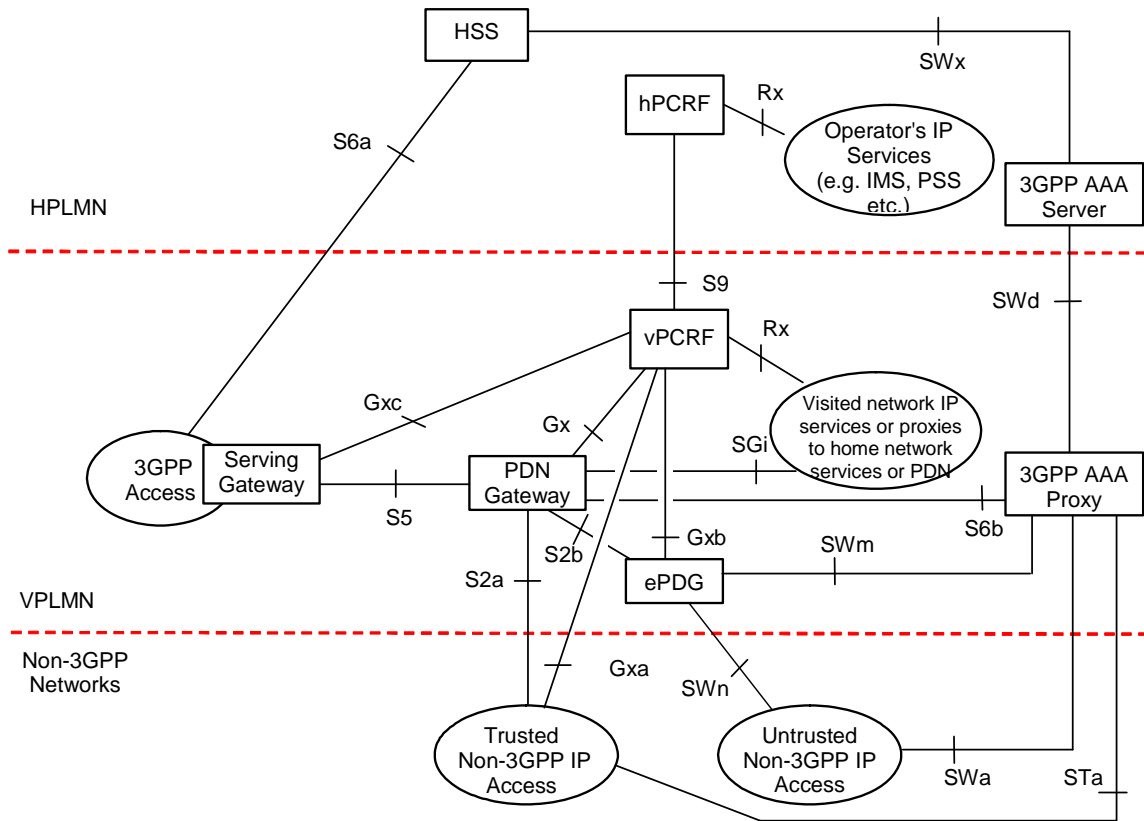 HSS
SWx
hPCRF
Rx
Operator's IP
Services
(e.g. IMS, PSS
etc.)
S6a
3GPP AAA
Server
HPLMN
S9
SWd
vPCRF
Rx
Gxc
Gx
Visited network IP
services or proxies
to home network
services or PDN
SGi
3GPP
Access
Serving
Gateway
PDN
Gateway
3GPP AAA
Proxy
S5
S6b
S2b
Gxb
SWm
S2a
ePDG
VPLMN
Non-3GPP
Networks
Gxa
SWn
Trusted
Non-3GPP IP
Access
Untrusted
Non-3GPP IP
Access
SWa
STa